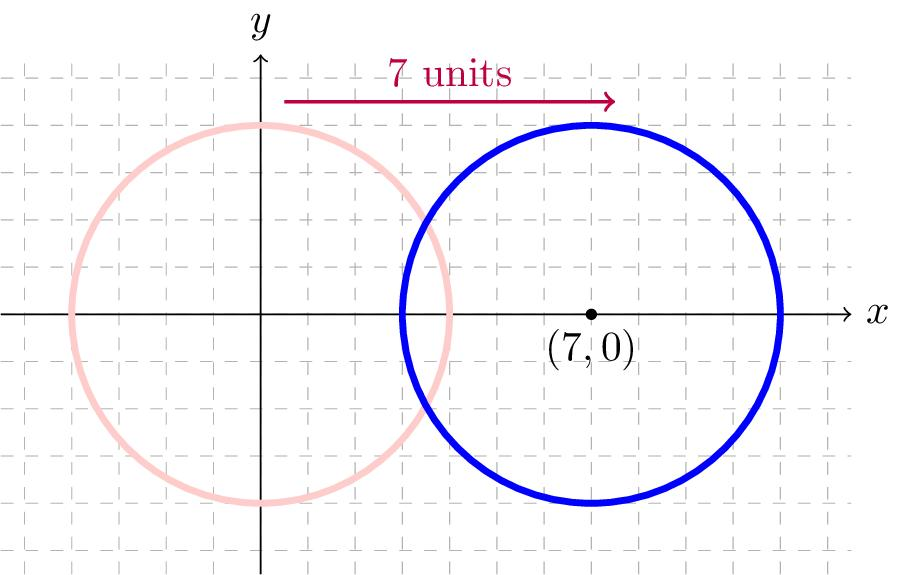 y
7 units
x
(7, 0)